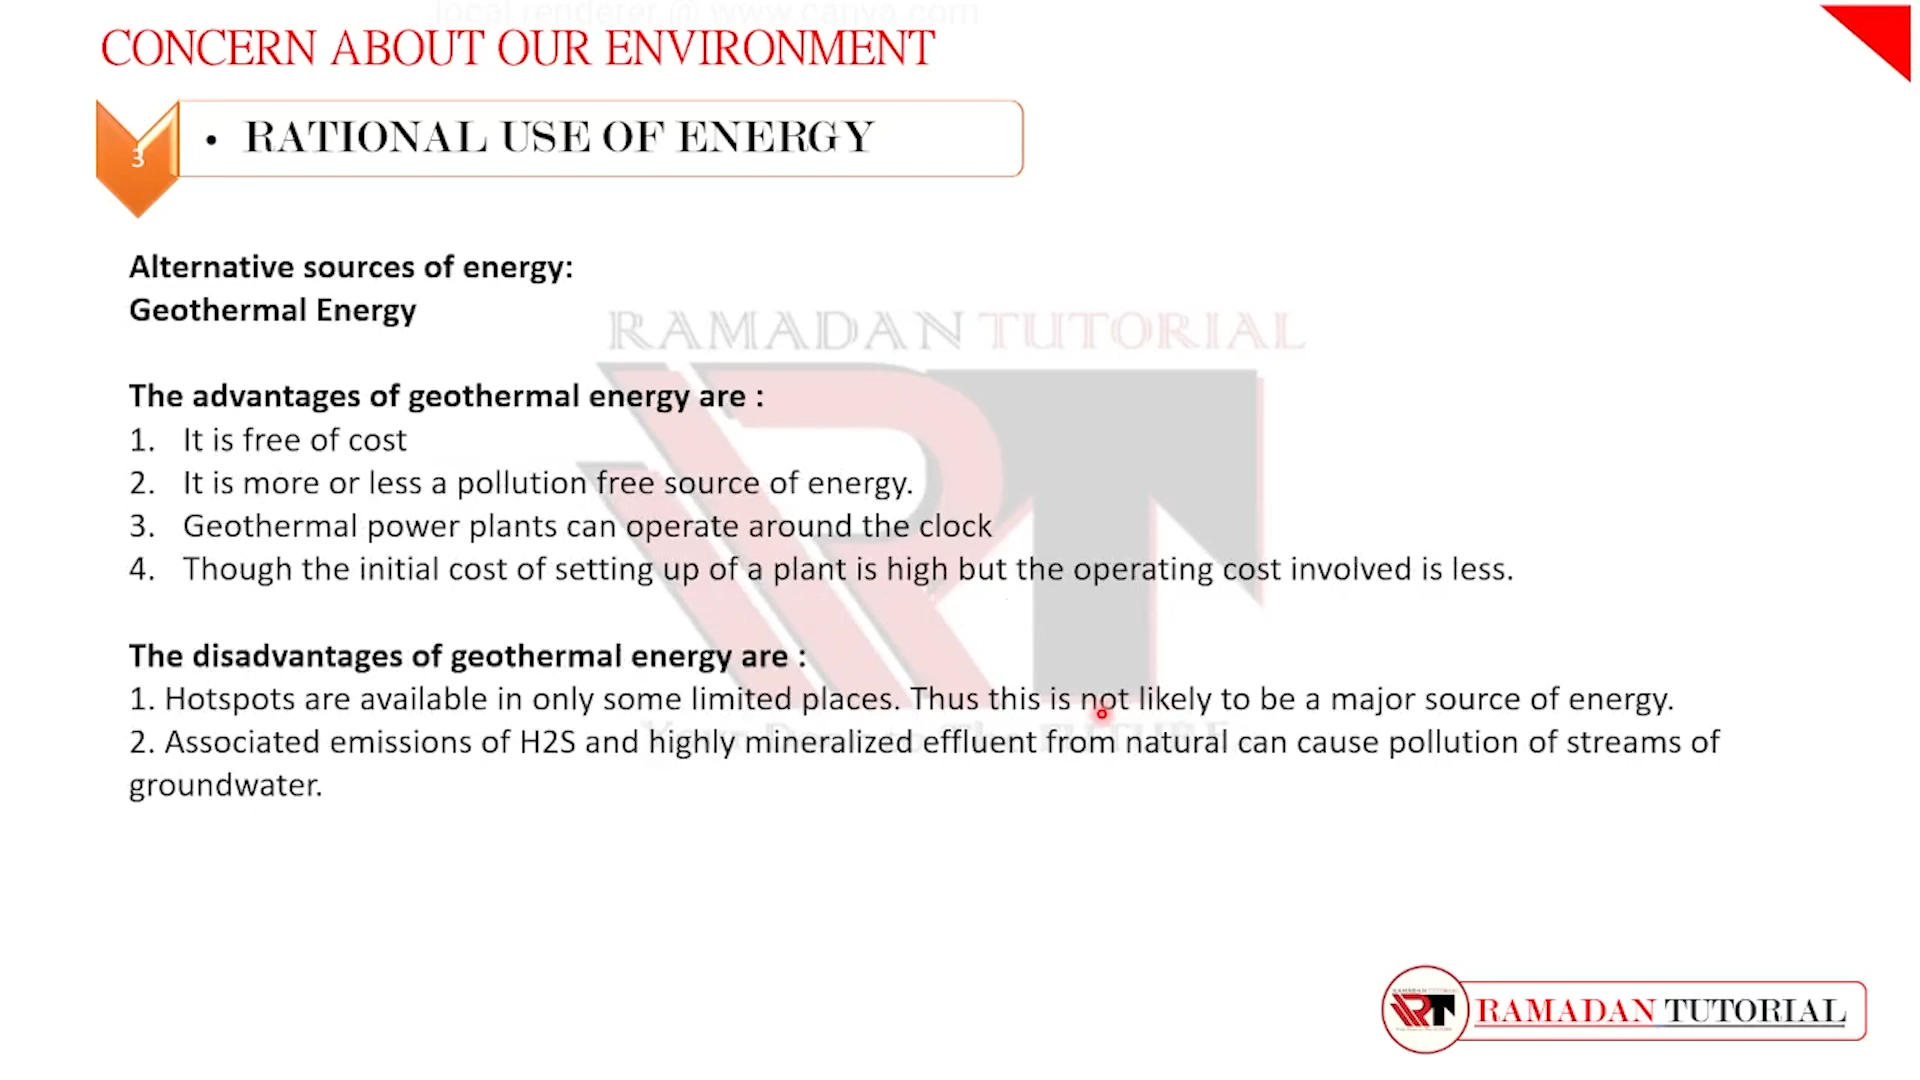 local renderer @ www.canva.com
CONCERN ABOUT OUR ENVIRONMENT
3
• RATIONAL USE OF ENERGY
Alternative sources of energy:
Geothermal Energy
RAMADAN TUTORIAL
The advantages of geothermal energy are :
1. It is free of cost
2. It is more or less a pollution free source of energy.
3. Geothermal power plants can operate around the clock
4. Though the initial cost of setting up of a plant is high but the operating cost involved is less.
The disadvantages of geothermal energy are :
1. Hotspots are available in only some limited places. Thus this is not likely to be a major source of energy.
2. Associated emissions of H2S and highly mineralized effluent from natural can cause pollution of streams of
groundwater.
RAMADAN TUTORIAL